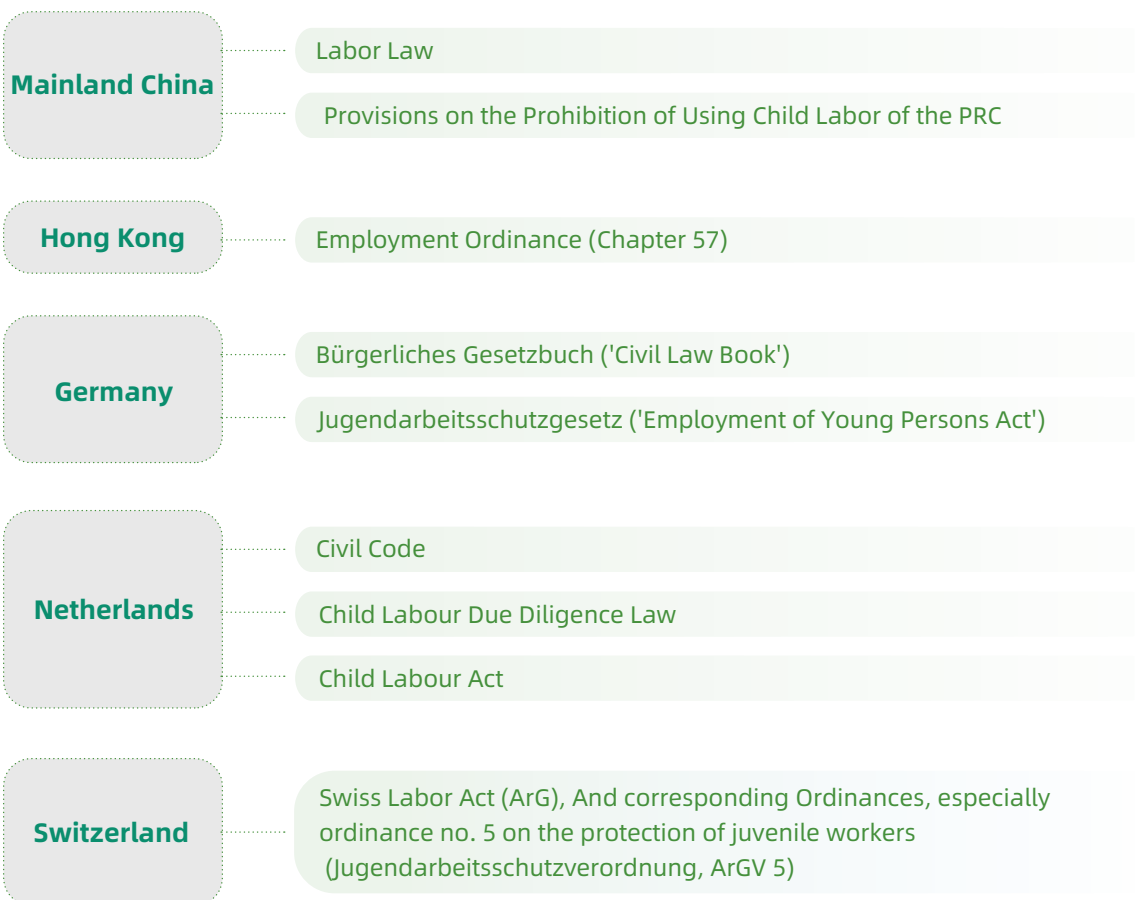 Mainland China
Labor Law
Provisions on the Prohibition of Using Child Labor of the PRC
Hong Kong
Employment Ordinance (Chapter 57)
Germany
Bürgerliches Gesetzbuch ('Civil Law Book')
Jugendarbeitsschutzgesetz ('Employment of Young Persons Act')
Netherlands
Civil Code
Child Labour Due Diligence Law
Child Labour Act
Switzerland
Swiss Labor Act (ArG), And corresponding Ordinances, especially
ordinance no. 5 on the protection of juvenile workers
(Jugendarbeitsschutzverordnung, ArGV 5)